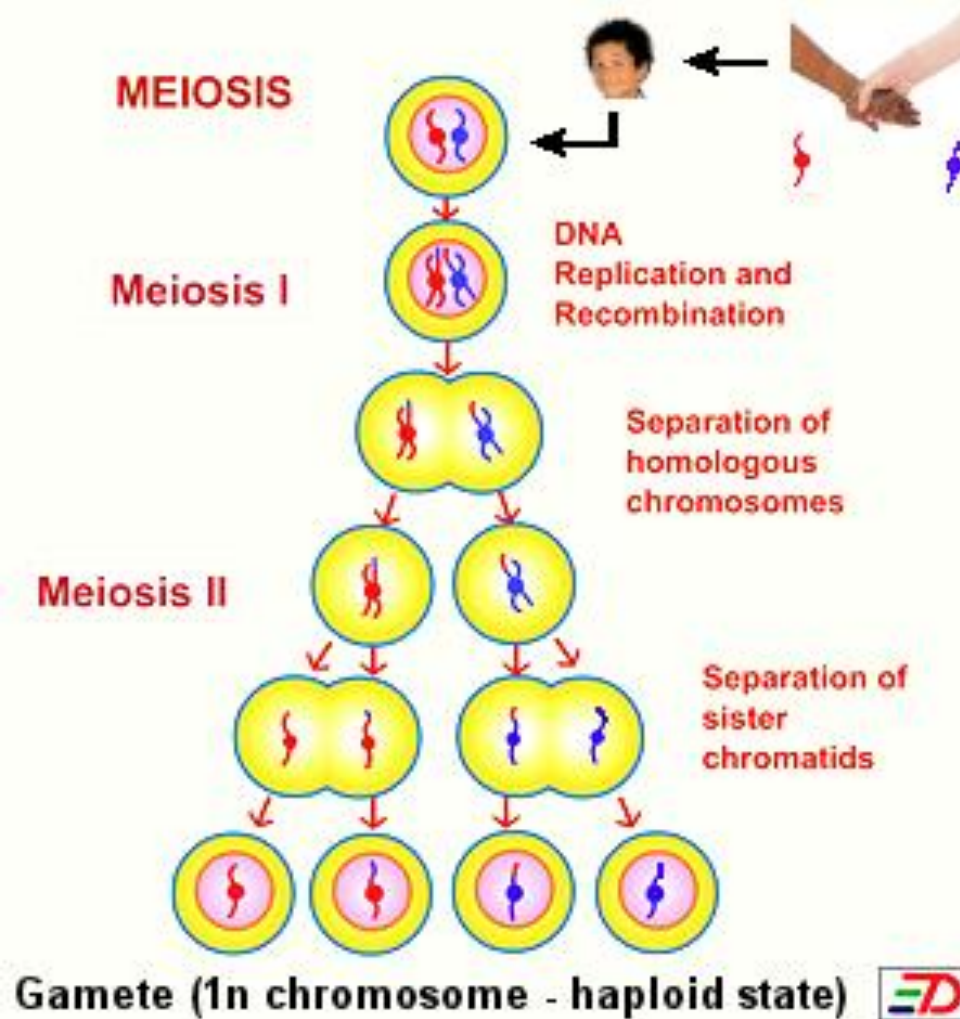 MEIOSIS
DNA
Replication and
Recombination
Meiosis I
Separation of
homologous
chromosomes
Meiosis II
Separation of
sister
chromatids
Gamete (1n chromosome - haploid state)